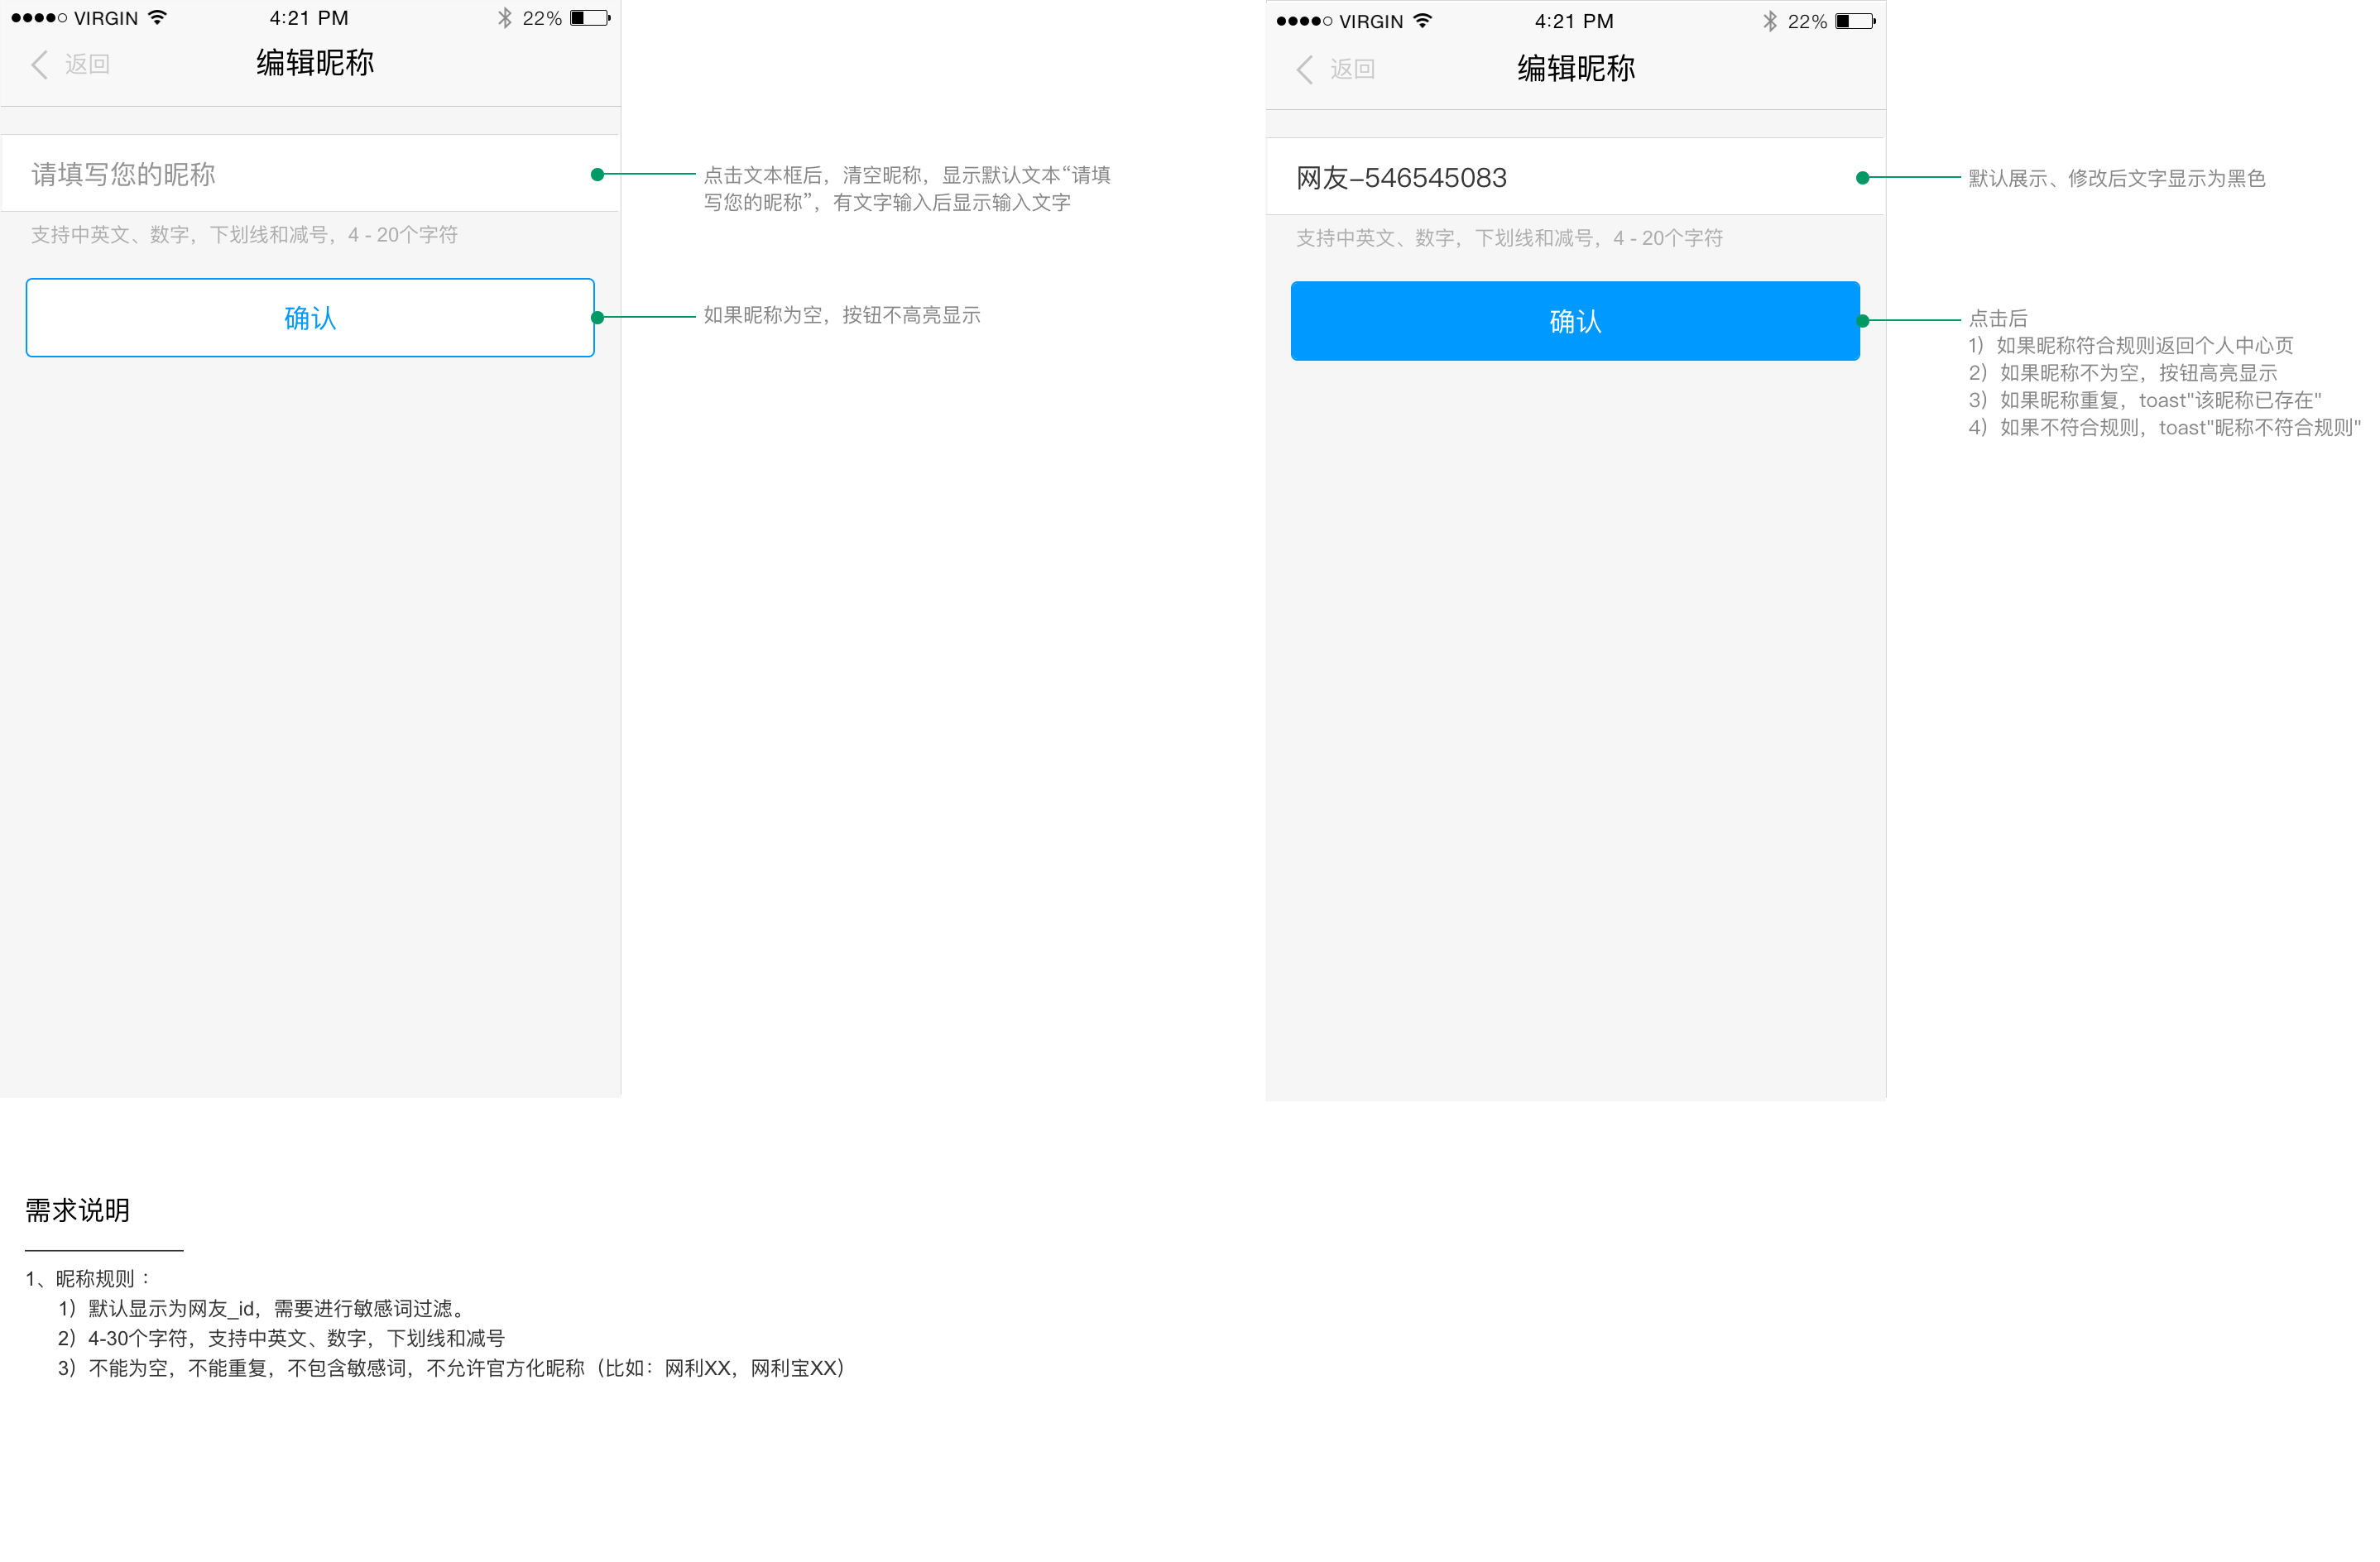 VIRGIN 4:21 PM 22%
返回 编辑昵称
请填写您的昵称
支持中英文、数字，下划线和减号，4 - 20个字符
确认
点击文本框后，清空昵称，显示默认文本“请填
写您的昵称”，有文字输入后显示输入文字
如果昵称为空，按钮不高亮显示
VIRGIN 4:21 PM 22%
返回 编辑昵称
网友-546545083
支持中英文、数字，下划线和减号，4 - 20个字符
确认
默认展示、修改后文字显示为黑色
点击后
1）如果昵称符合规则返回个人中心页
2）如果昵称不为空，按钮高亮显示
3）如果昵称重复，toast"该昵称已存在"
4）如果不符合规则，toast"昵称不符合规则"
需求说明
1、昵称规则：
1）默认显示为网友_id，需要进行敏感词过滤。
2）4-30个字符，支持中英文、数字，下划线和减号
3）不能为空，不能重复，不包含敏感词，不允许官方化昵称（比如：网利XX，网利宝XX）